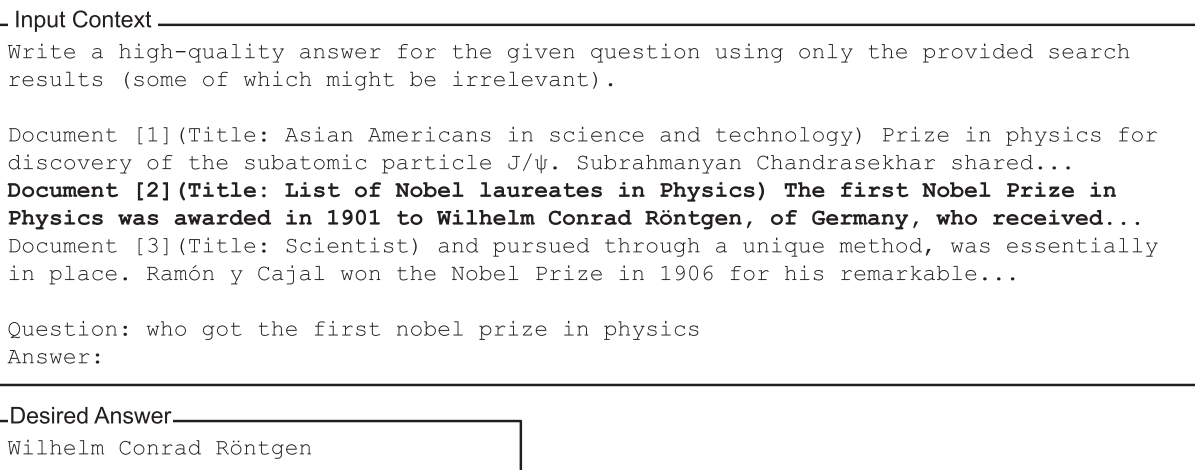 Input Context
Write a high-quality answer for the given question using only the provided search
results (some of which might be irrelevant).
Document [1](Title: Asian Americans in science and technology) Prize in physics for
discovery of the subatomic particle J/ψ. Subrahmanyan Chandrasekhar shared...
Document [2](Title: List of Nobel laureates in Physics) The first Nobel Prize in
Physics was awarded in 1901 to Wilhelm Conrad Röntgen, of Germany, who received...
Document [3](Title: Scientist) and pursued through a unique method, was essentially
in place. Ramón y Cajal won the Nobel Prize in 1906 for his remarkable...
Question: who got the first nobel prize in physics
Answer:
Desired Answer
Wilhelm Conrad Röntgen